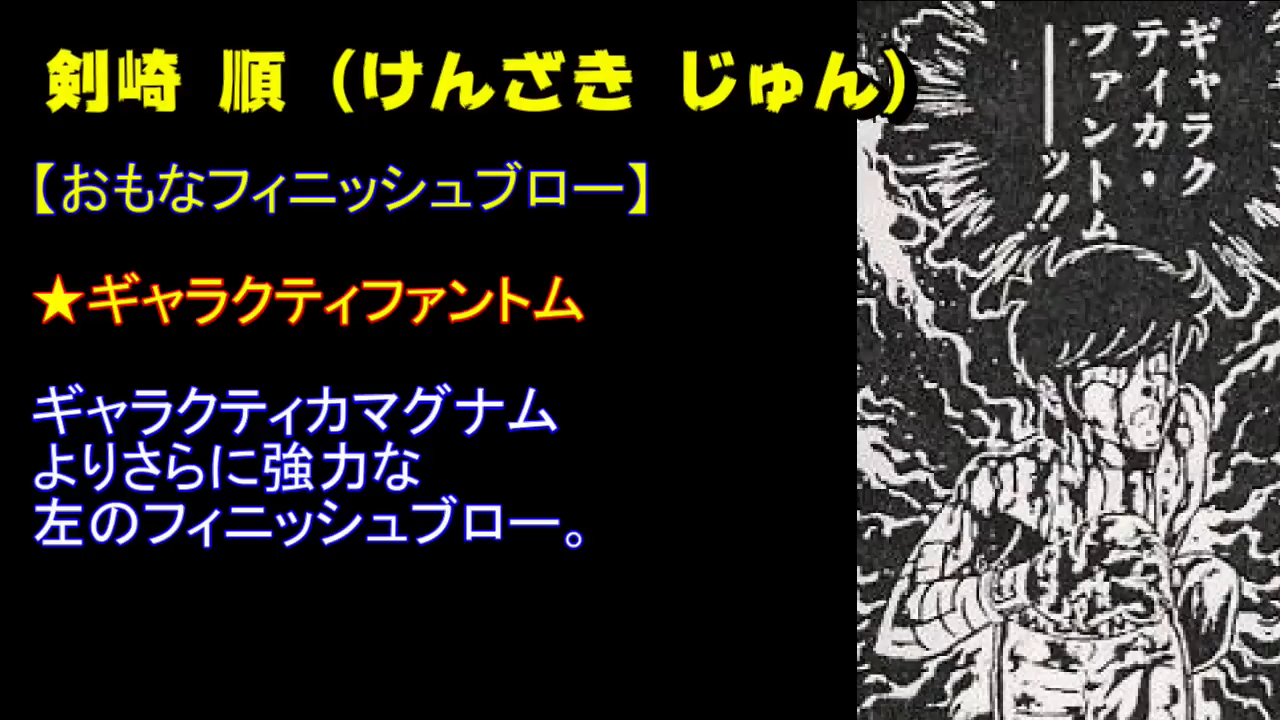 剣崎 順 (けんざき じゅん)
【おもなフィニッシュブロー】
★ギャラクティファントム
ギャラクティカマグナム
よりさらに強力な
左のフィニッシュブロー。
ギャラク
ティカ・
ファントム
――ッ!!